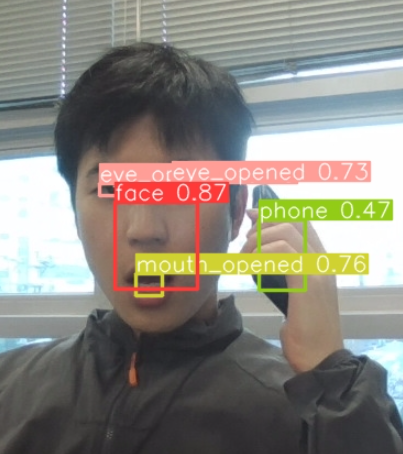 eye_o
eye_opened 0.73
face 0.87
phone 0.47
mouth_opened 0.76